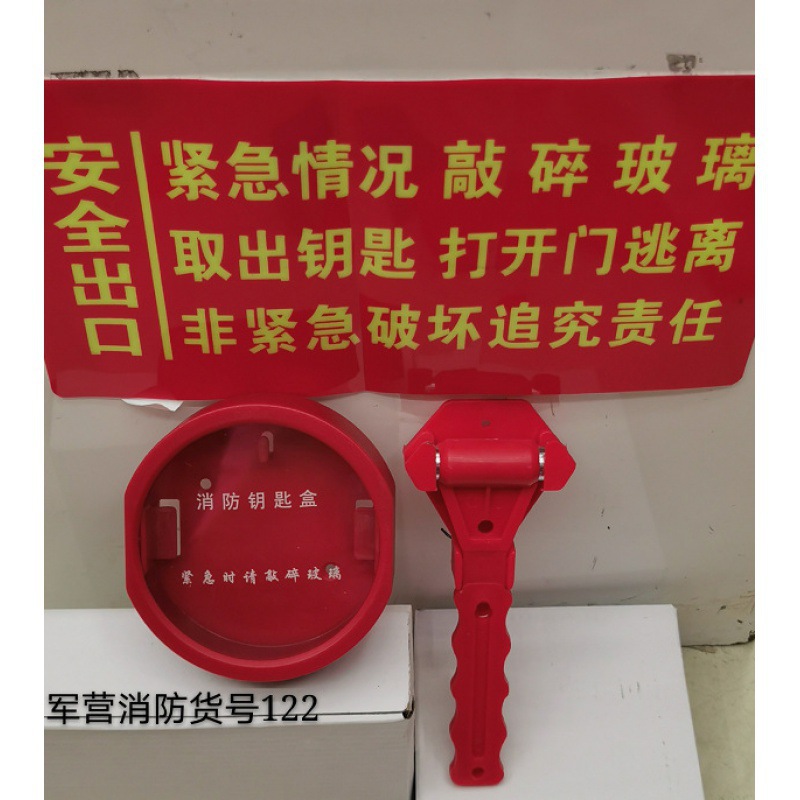 安全出口
紧急情况 敲碎玻璃
取出钥匙 打开门逃离
非紧急破坏追究责任
消防钥匙盒
紧急时请敲碎玻璃
军营消防货号122